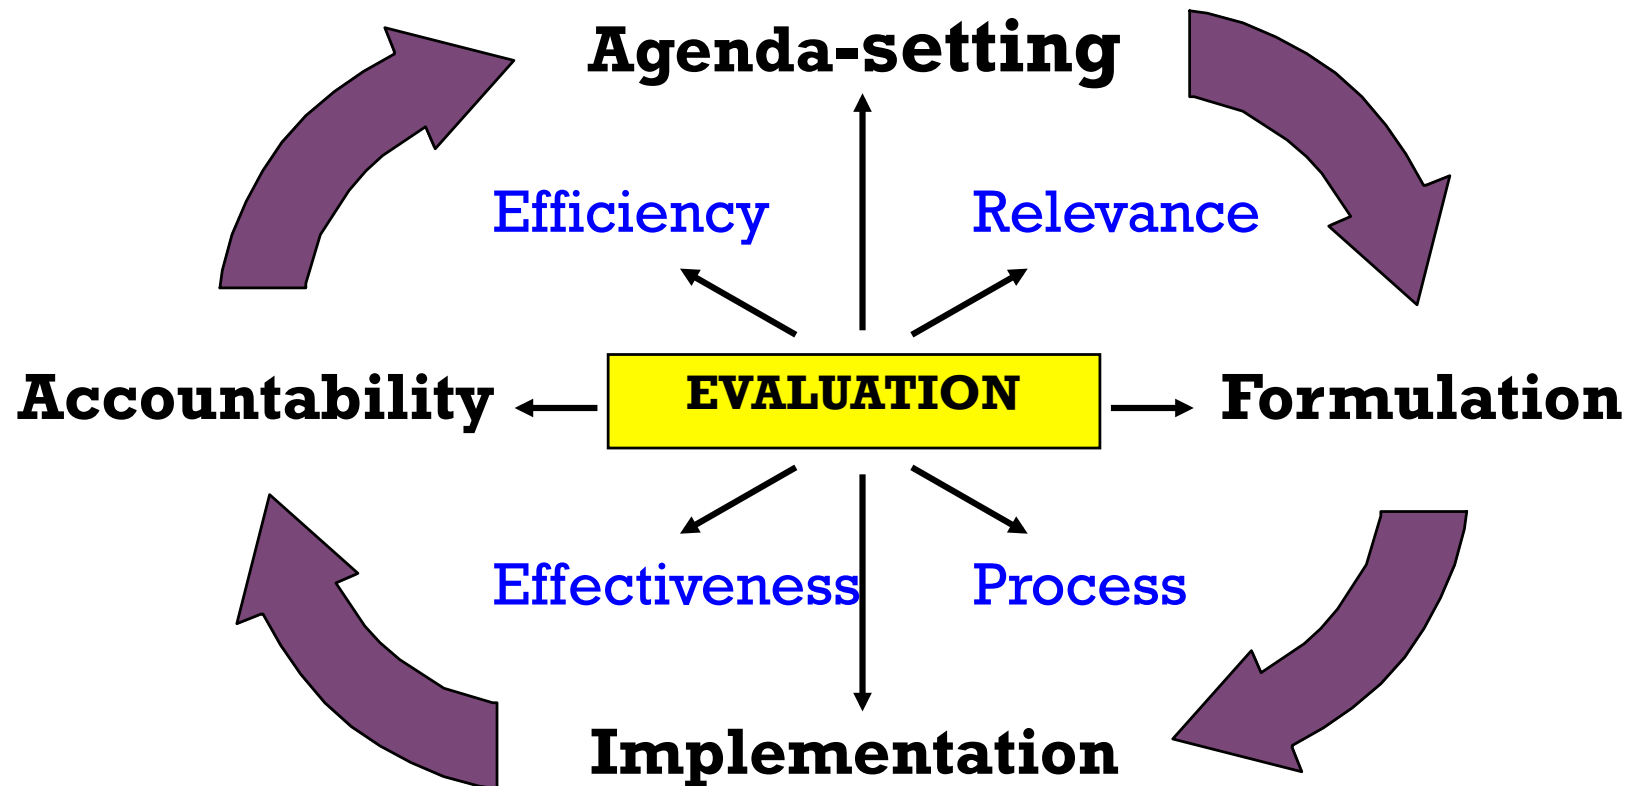 Agenda-setting
Efficiency
Relevance
Accountability
EVALUATION
Formulation
Effectiveness
Process
Implementation